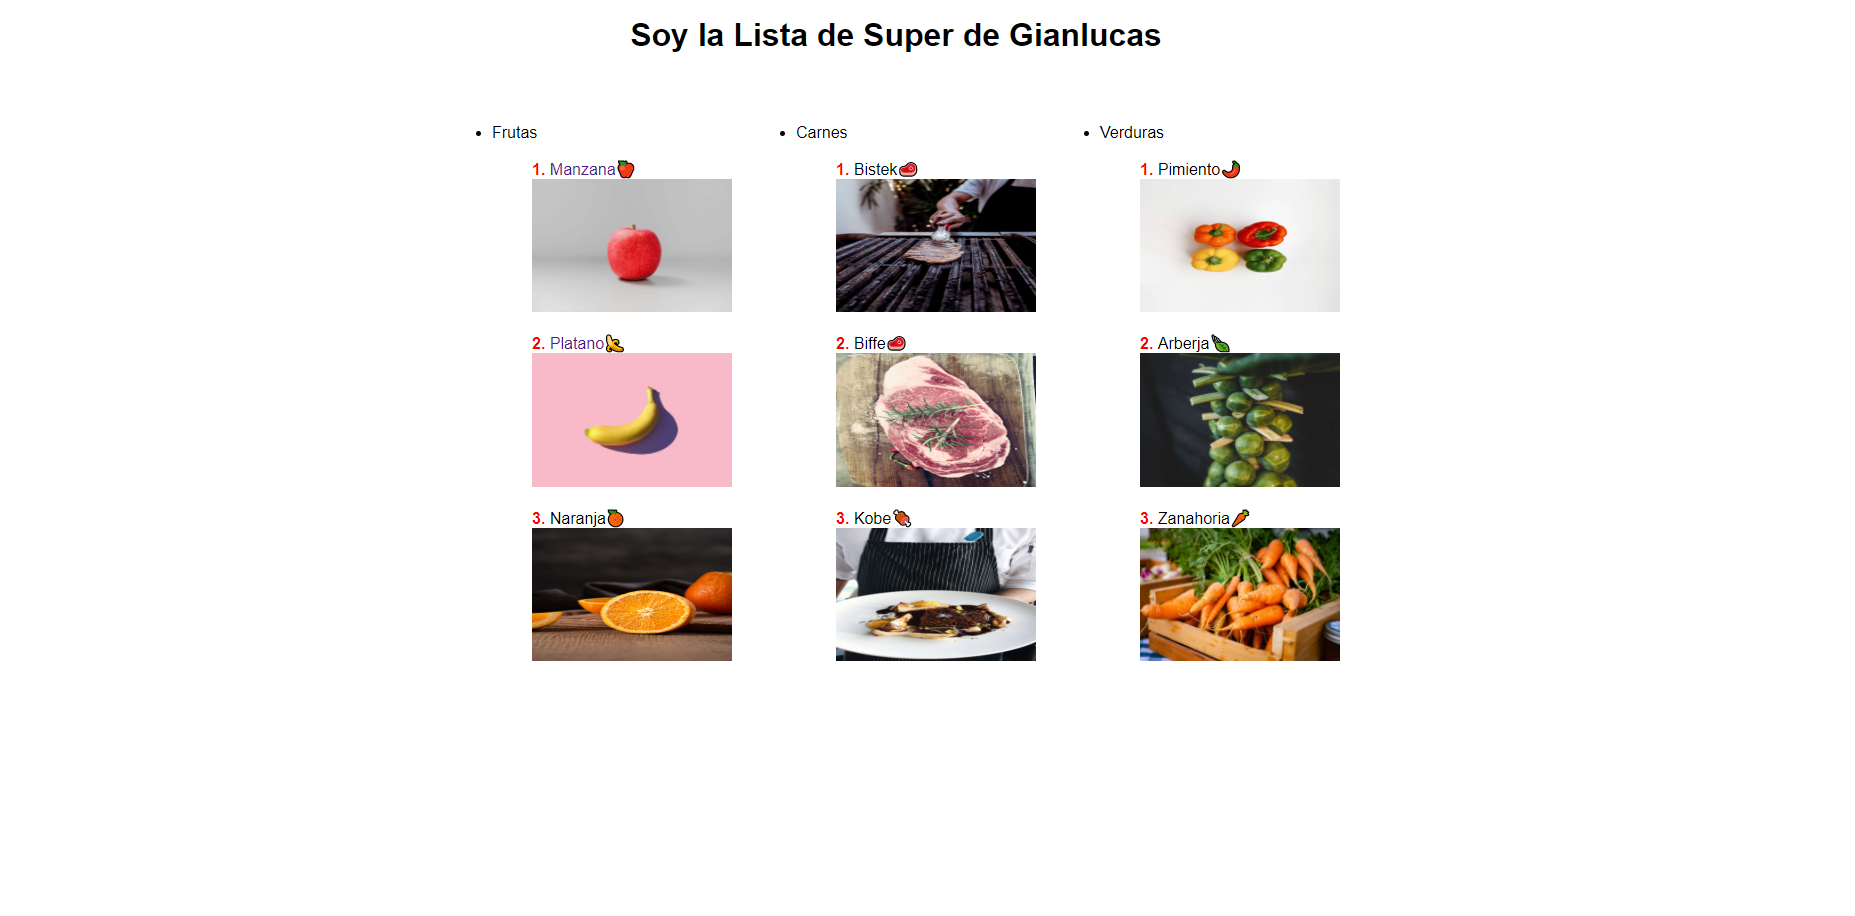 Soy la Lista de Super de Gianlucas
Frutas
1. Manzana🍎
2. Platano🍌
3. Naranja🍊
Carnes
1. Bistek🥩
2. Biffe🥩
3. Kobe🍖
Verduras
1. Pimiento🌶
2. Arberja🫛
3. Zanahoria🥕